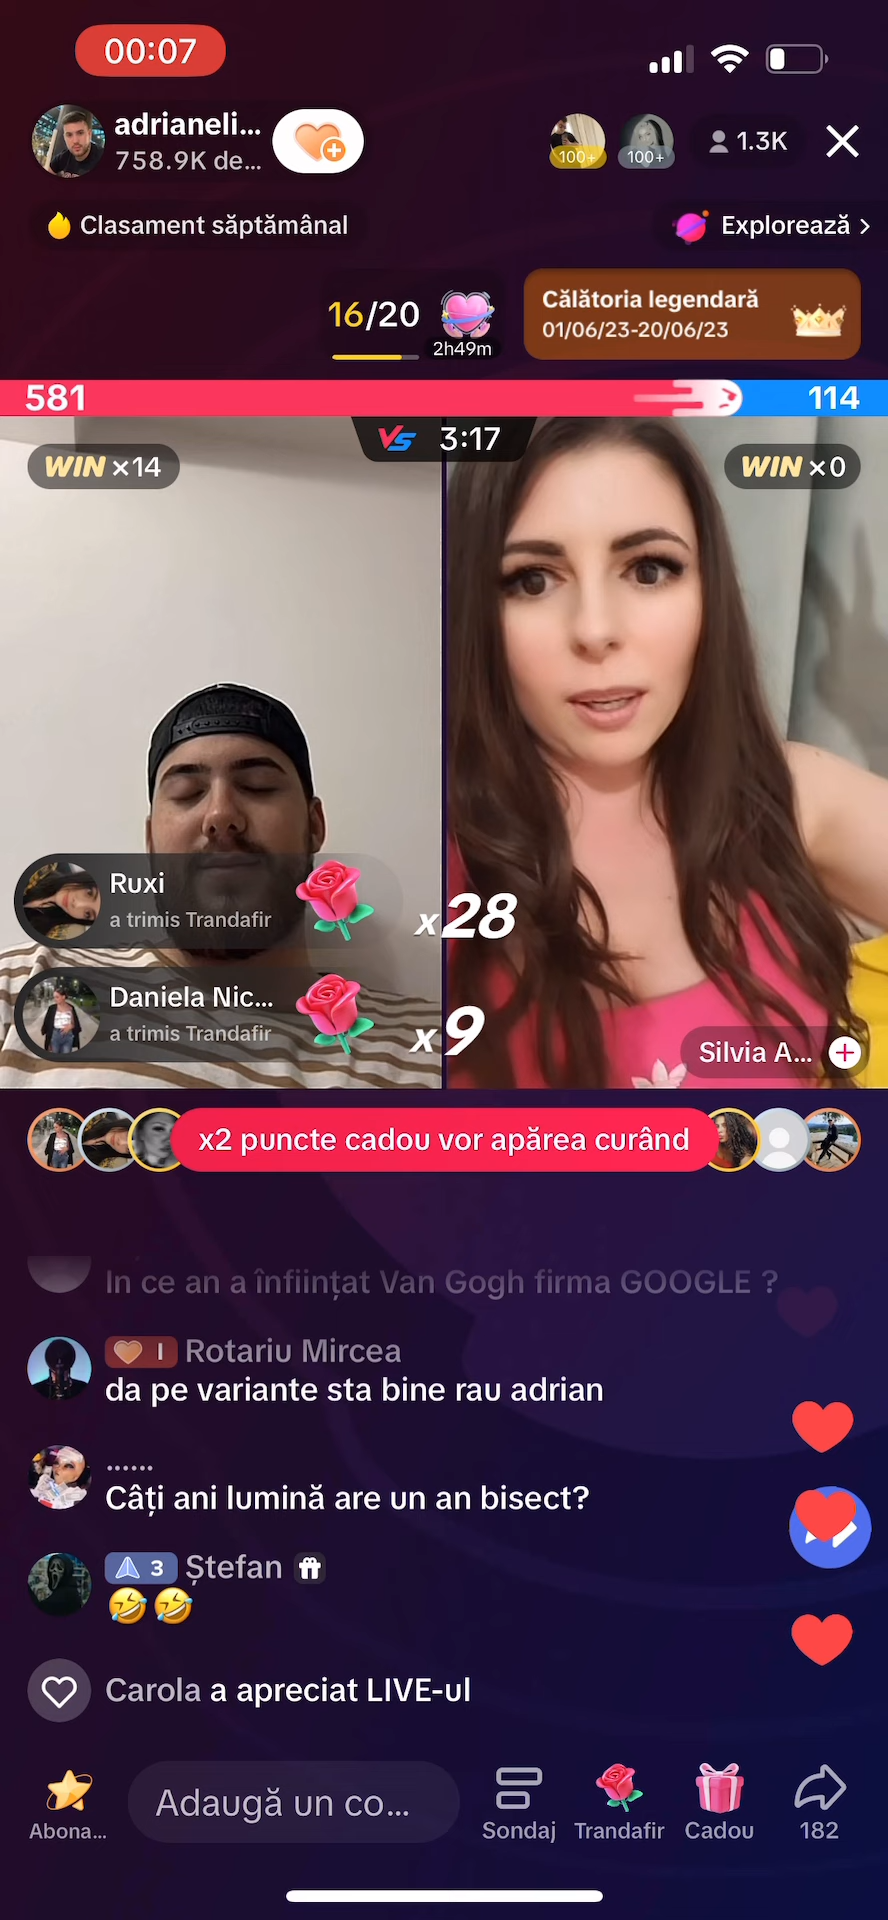 00:07
adrianeli...
758.9K de...
100+
100+
1.3K
Clasament săptămânal
Explorează
16/20
2h49m
Călătoria legendară
01/06/23-20/06/23
581
114
VS 3:17
WIN x14
WIN x0
Ruxi
a trimis Trandafir
x28
Daniela Nic...
a trimis Trandafir
x9
Silvia A...
x2 puncte cadou vor apărea curând
In ce an a înființat Van Gogh firma GOOGLE ?
I Rotariu Mircea
da pe variante sta bine rau adrian
......
Câți ani lumină are un an bisect?
3 Ștefan
🤣🤣
Carola a apreciat LIVE-ul
Abona...
Adaugă un co...
Sondaj
Trandafir
Cadou
182